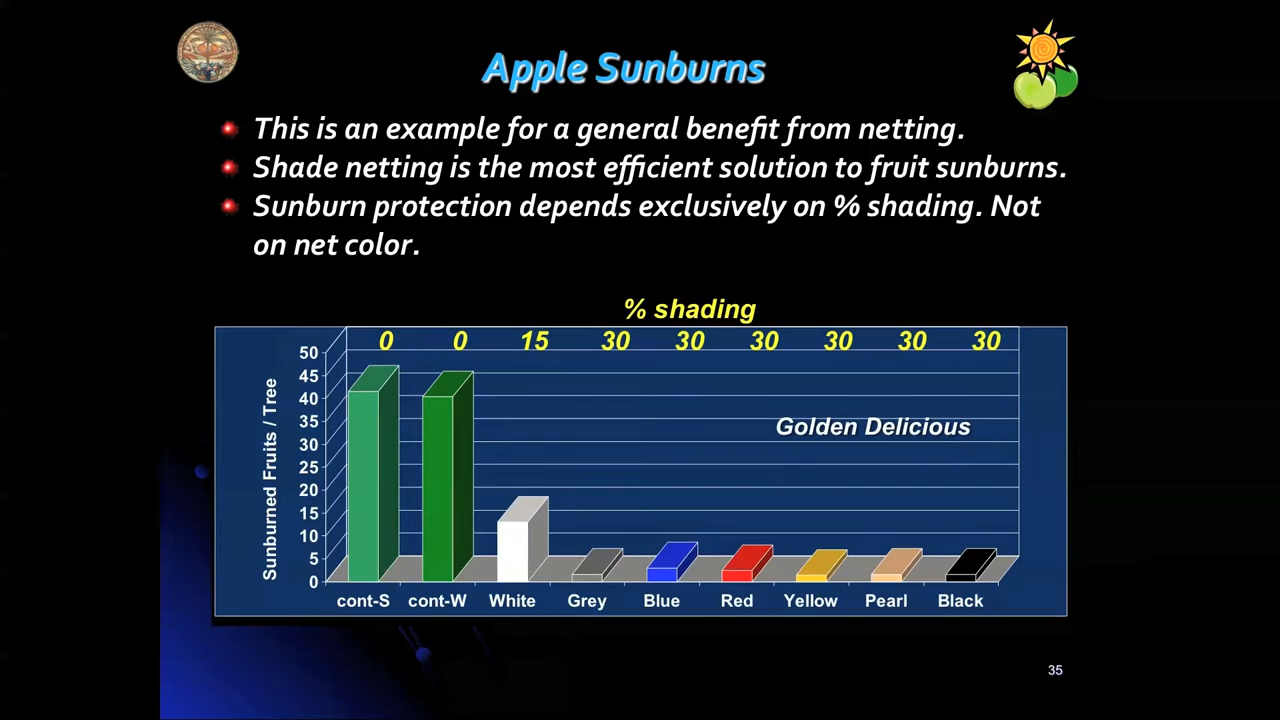 Apple Sunburns
This is an example for a general benefit from netting.
Shade netting is the most efficient solution to fruit sunburns.
Sunburn protection depends exclusively on % shading. Not
on net color.
% shading
0 0 15 30 30 30 30 30 30
50
45
40
35
30
25
20
15
10
5
0
Sunburned Fruits / Tree
Golden Delicious
cont-S cont-W White Grey Blue Red Yellow Pearl Black
35